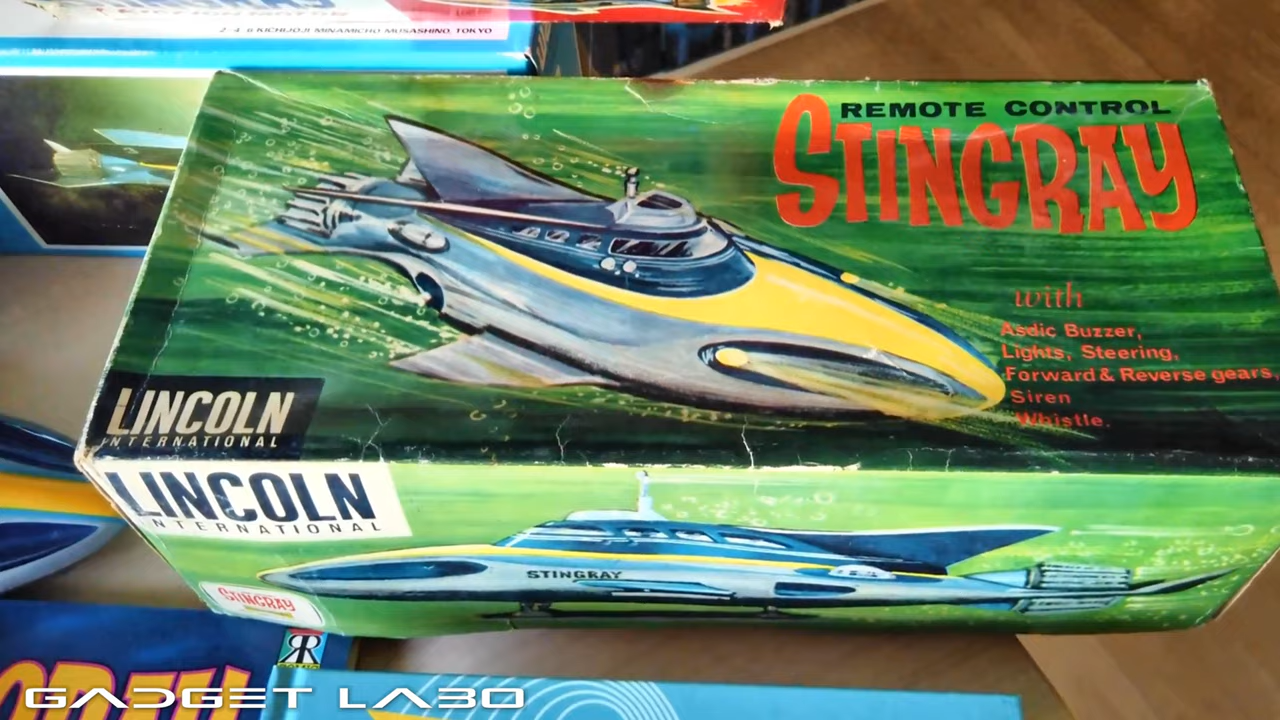 2-4-8 KICHIJOJI MINAMICHO MUSASHINO, TOKYO
REMOTE CONTROL
STINGRAY
with
Asdic Buzzer,
Lights, Steering,
Forward & Reverse gears,
Siren
Whistle.
LINCOLN
INTERNATIONAL
LINCOLN
INTERNATIONAL
STINGRAY
STINGRAY
GADGET LABO